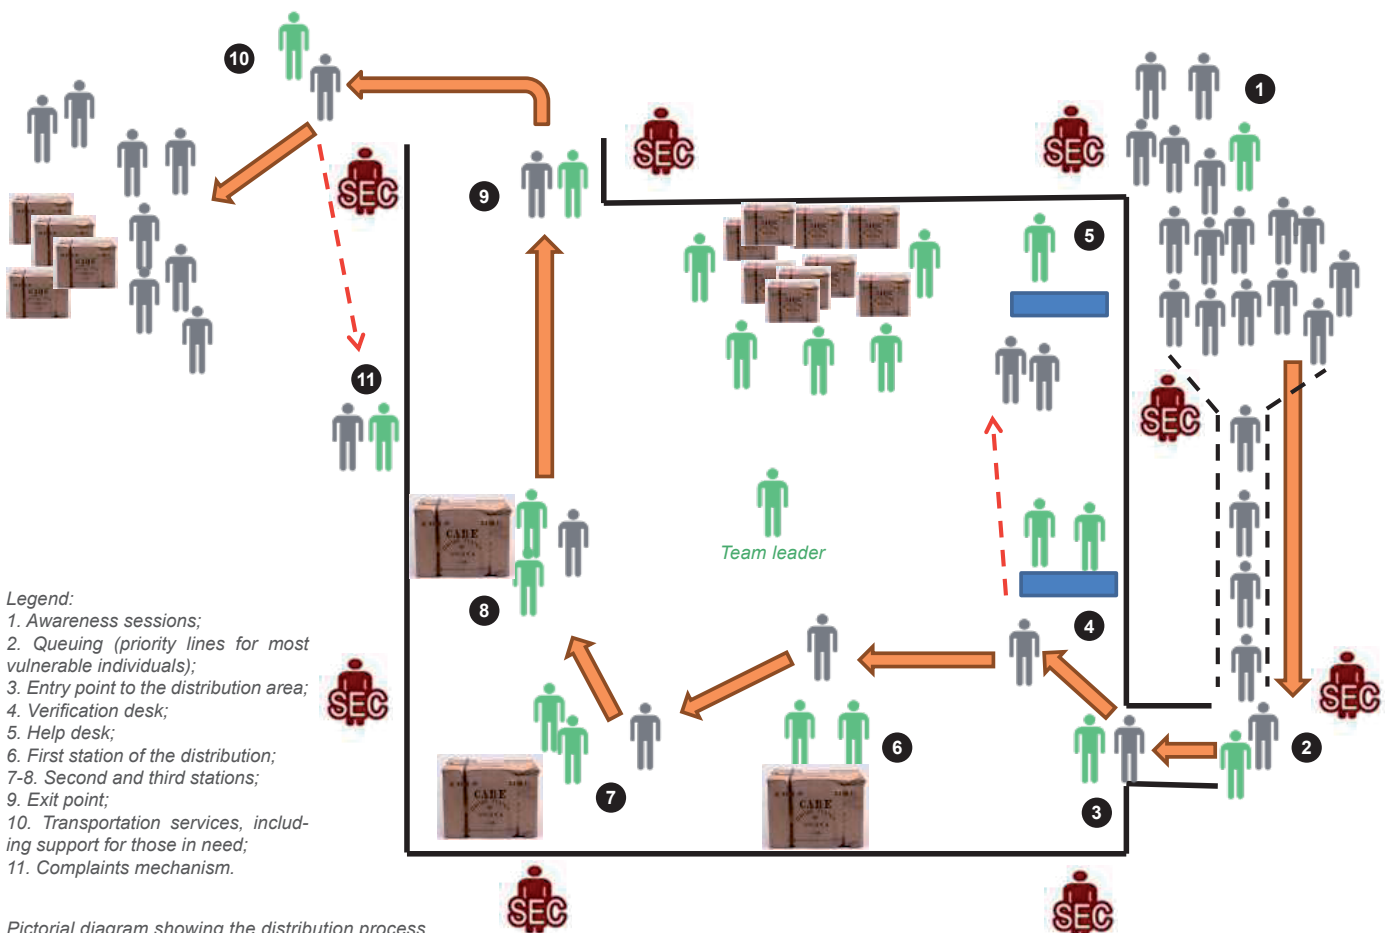 10
1
SEC
SEC
SEC
9
5
11
SEC
Team leader
CARE
8
4
SEC
SEC
6
2
CARE
7
CARE
3
Legend:
1. Awareness sessions;
2. Queuing (priority lines for most
vulnerable individuals);
3. Entry point to the distribution area;
4. Verification desk;
5. Help desk;
6. First station of the distribution;
7-8. Second and third stations;
9. Exit point;
10. Transportation services, includ-
ing support for those in need;
11. Complaints mechanism.
SEC
SEC
Pictorial diagram showing the distribution process